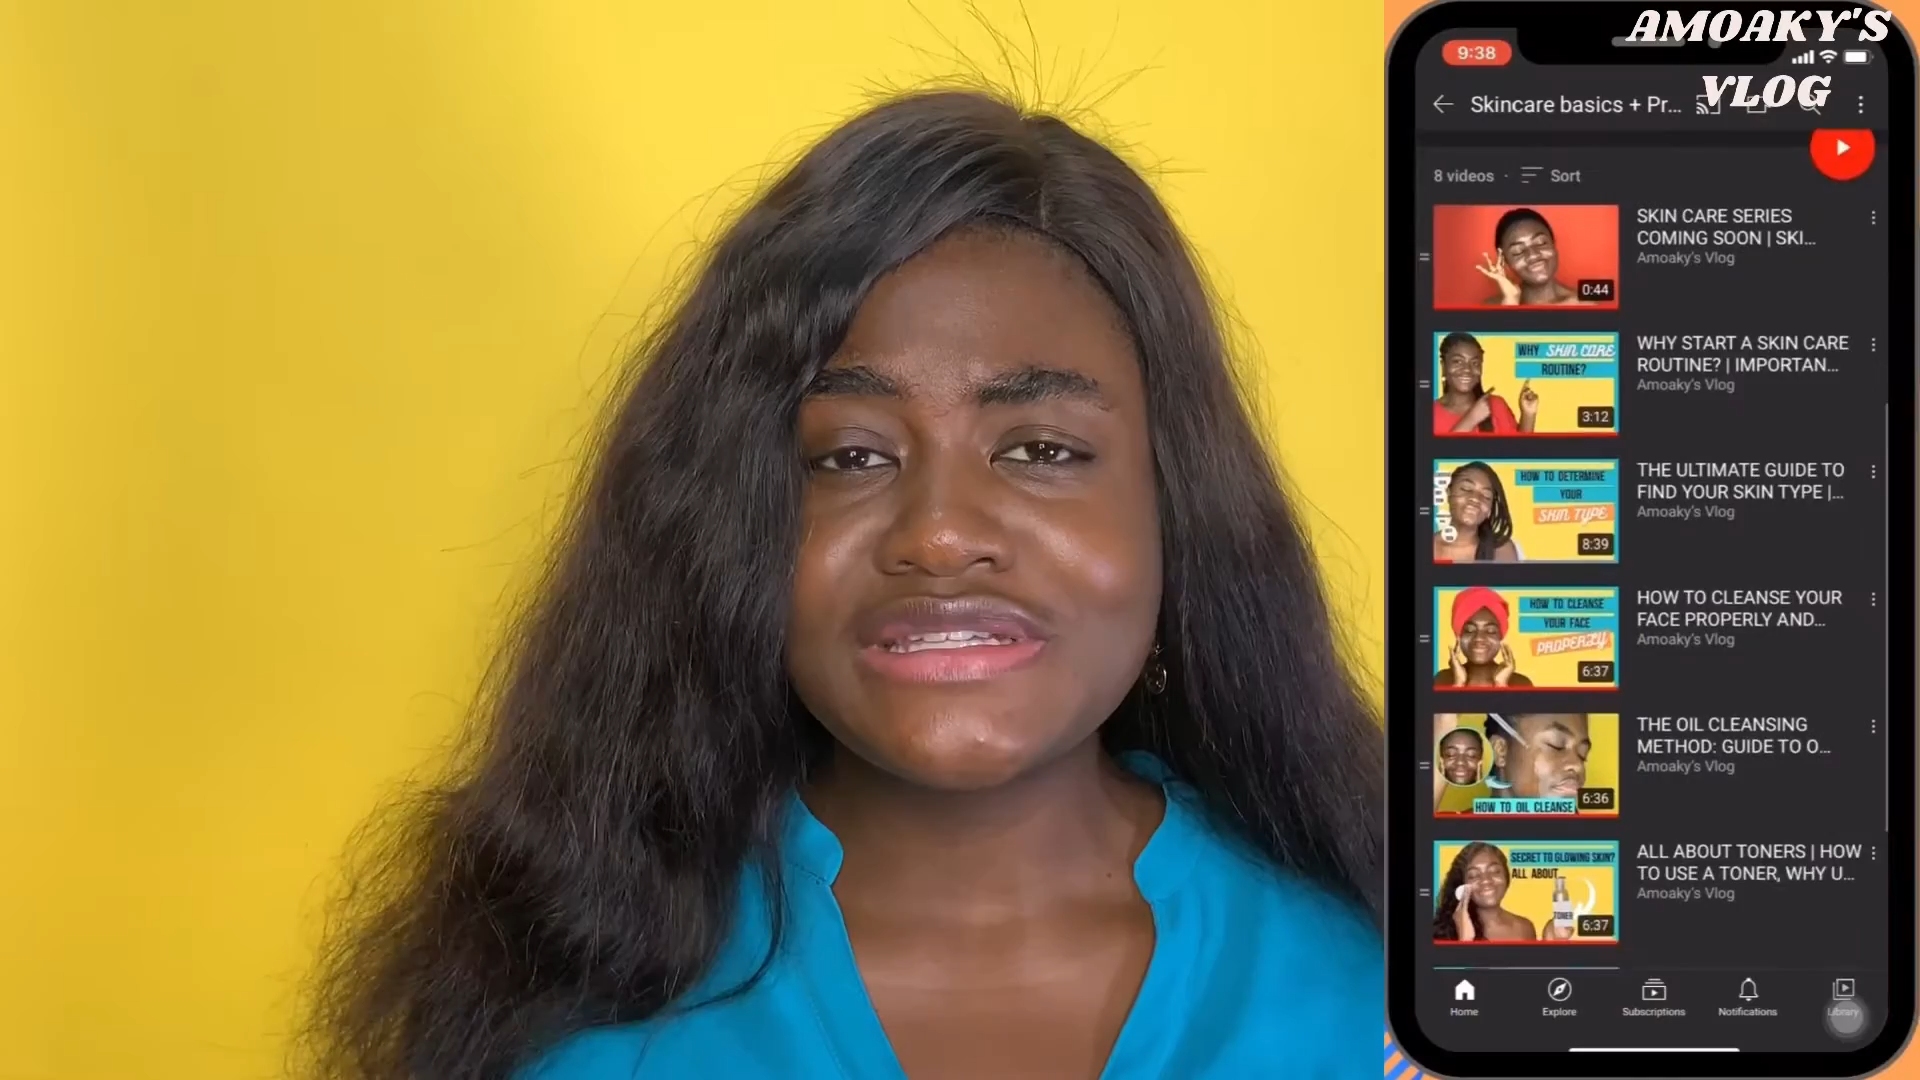 AMOAKY'S
VLOG
9:38
Skincare basics + Pr...
8 videos · Sort
0:44
SKIN CARE SERIES
COMING SOON | SKI...
Amoaky's Vlog
WHY SKIN CARE
ROUTINE?
3:12
WHY START A SKIN CARE
ROUTINE? | IMPORTAN...
Amoaky's Vlog
HOW TO DETERMINE
YOUR
SKIN TYPE
8:39
THE ULTIMATE GUIDE TO
FIND YOUR SKIN TYPE |...
Amoaky's Vlog
HOW TO CLEANSE
YOUR FACE
PROPERLY
6:37
HOW TO CLEANSE YOUR
FACE PROPERLY AND...
Amoaky's Vlog
HOW TO OIL CLEANSE
6:36
THE OIL CLEANSING
METHOD: GUIDE TO O...
Amoaky's Vlog
SECRET TO GLOWING SKIN?
ALL ABOUT...
TONER
6:37
ALL ABOUT TONERS | HOW
TO USE A TONER, WHY U...
Amoaky's Vlog
Home
Explore
Subscriptions
Notifications
Library